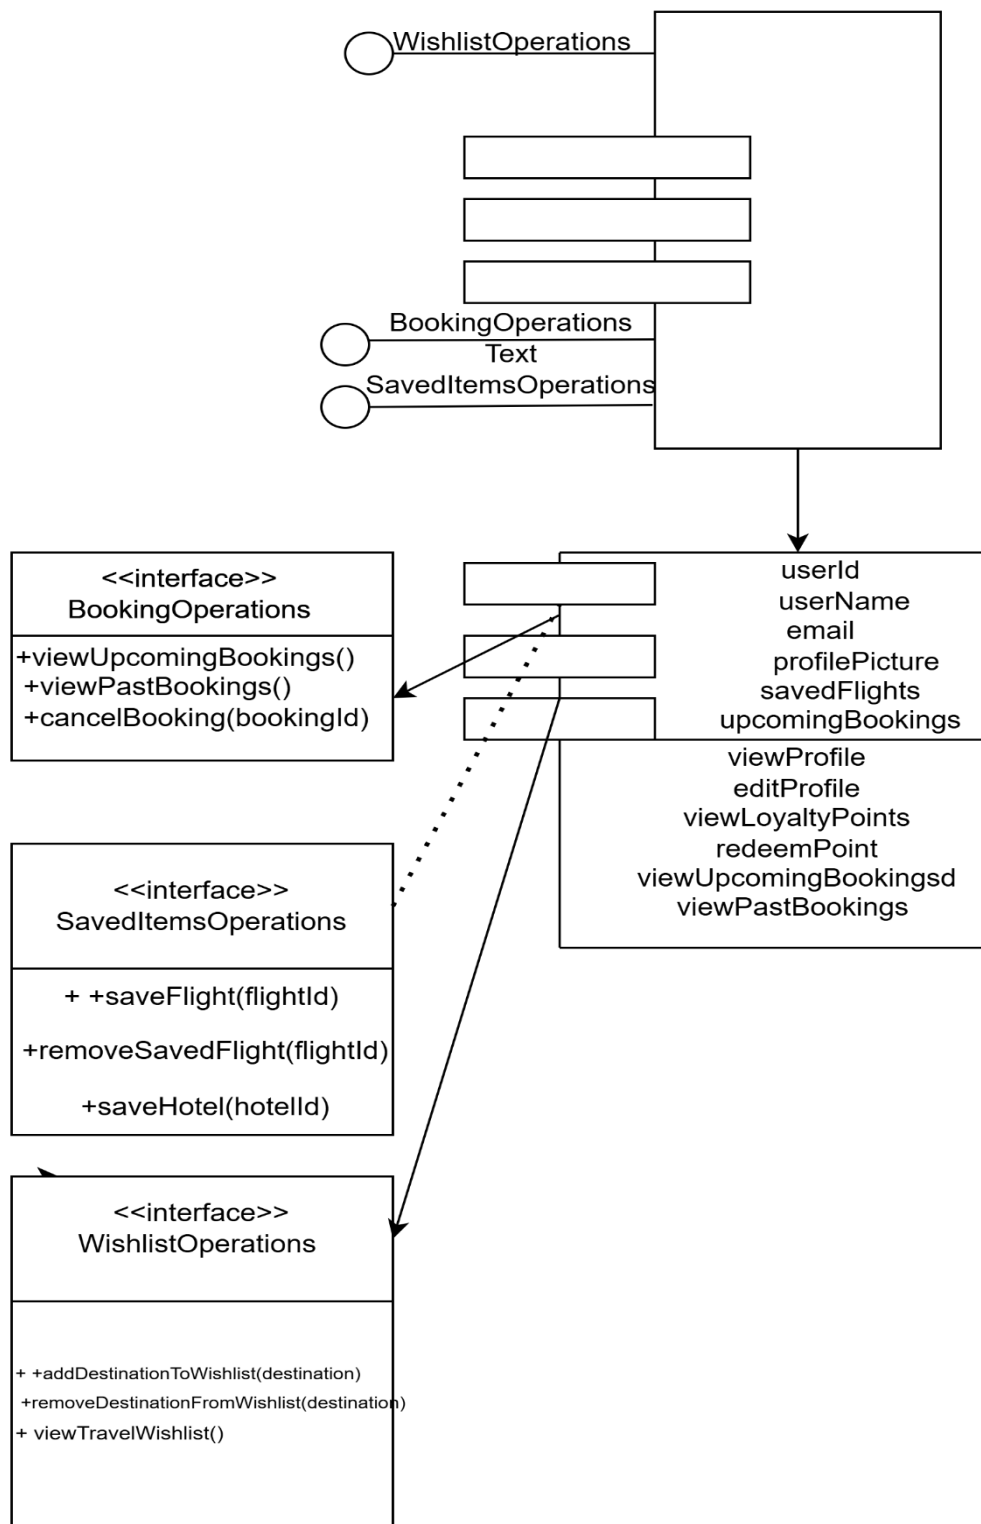 WishlistOperations
BookingOperations
Text
SavedItemsOperations
<<interface>>
BookingOperations
+viewUpcomingBookings()
+viewPastBookings()
+cancelBooking(bookingId)
userId
userName
email
profilePicture
savedFlights
upcomingBookings
viewProfile
editProfile
viewLoyaltyPoints
redeemPoint
viewUpcomingBookingsd
viewPastBookings
<<interface>>
SavedItemsOperations
+ +saveFlight(flightId)
+removeSavedFlight(flightId)
+saveHotel(hotelId)
<<interface>>
WishlistOperations
+ +addDestinationToWishlist(destination)
+removeDestinationFromWishlist(destination)
+ viewTravelWishlist()